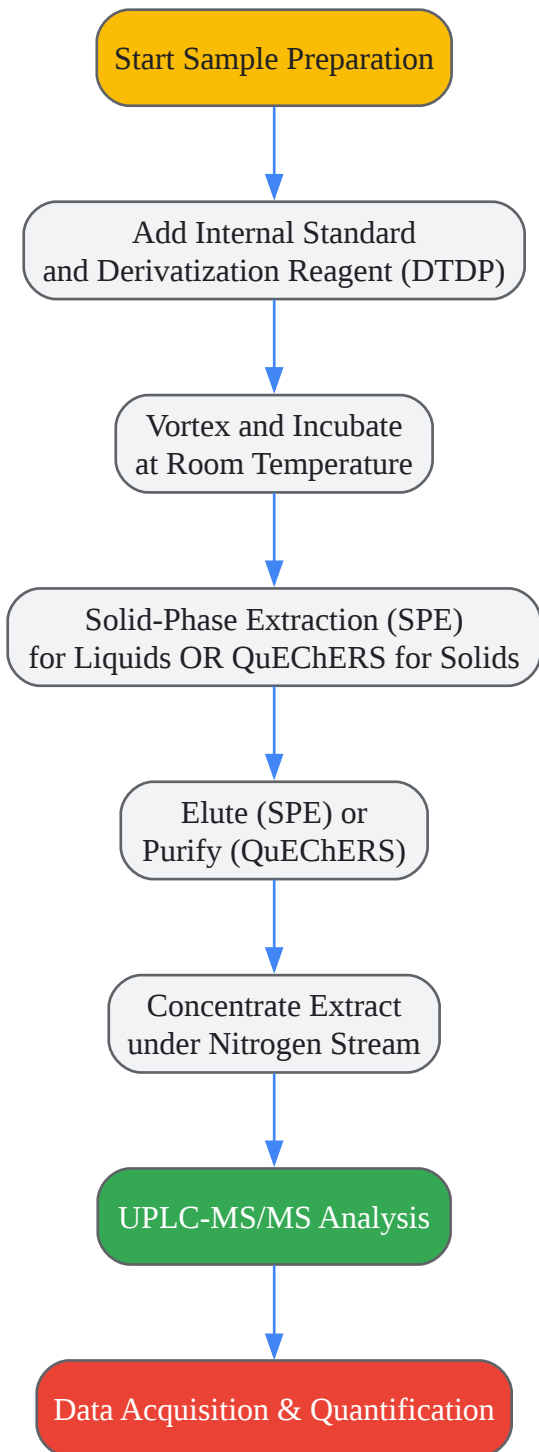 Start Sample Preparation
Add Internal Standard
and Derivatization Reagent (DTDP)
Vortex and Incubate
at Room Temperature
Solid-Phase Extraction (SPE)
for Liquids OR QuEChERS for Solids
Elute (SPE) or
Purify (QuEChERS)
Concentrate Extract
under Nitrogen Stream
UPLC-MS/MS Analysis
Data Acquisition & Quantification